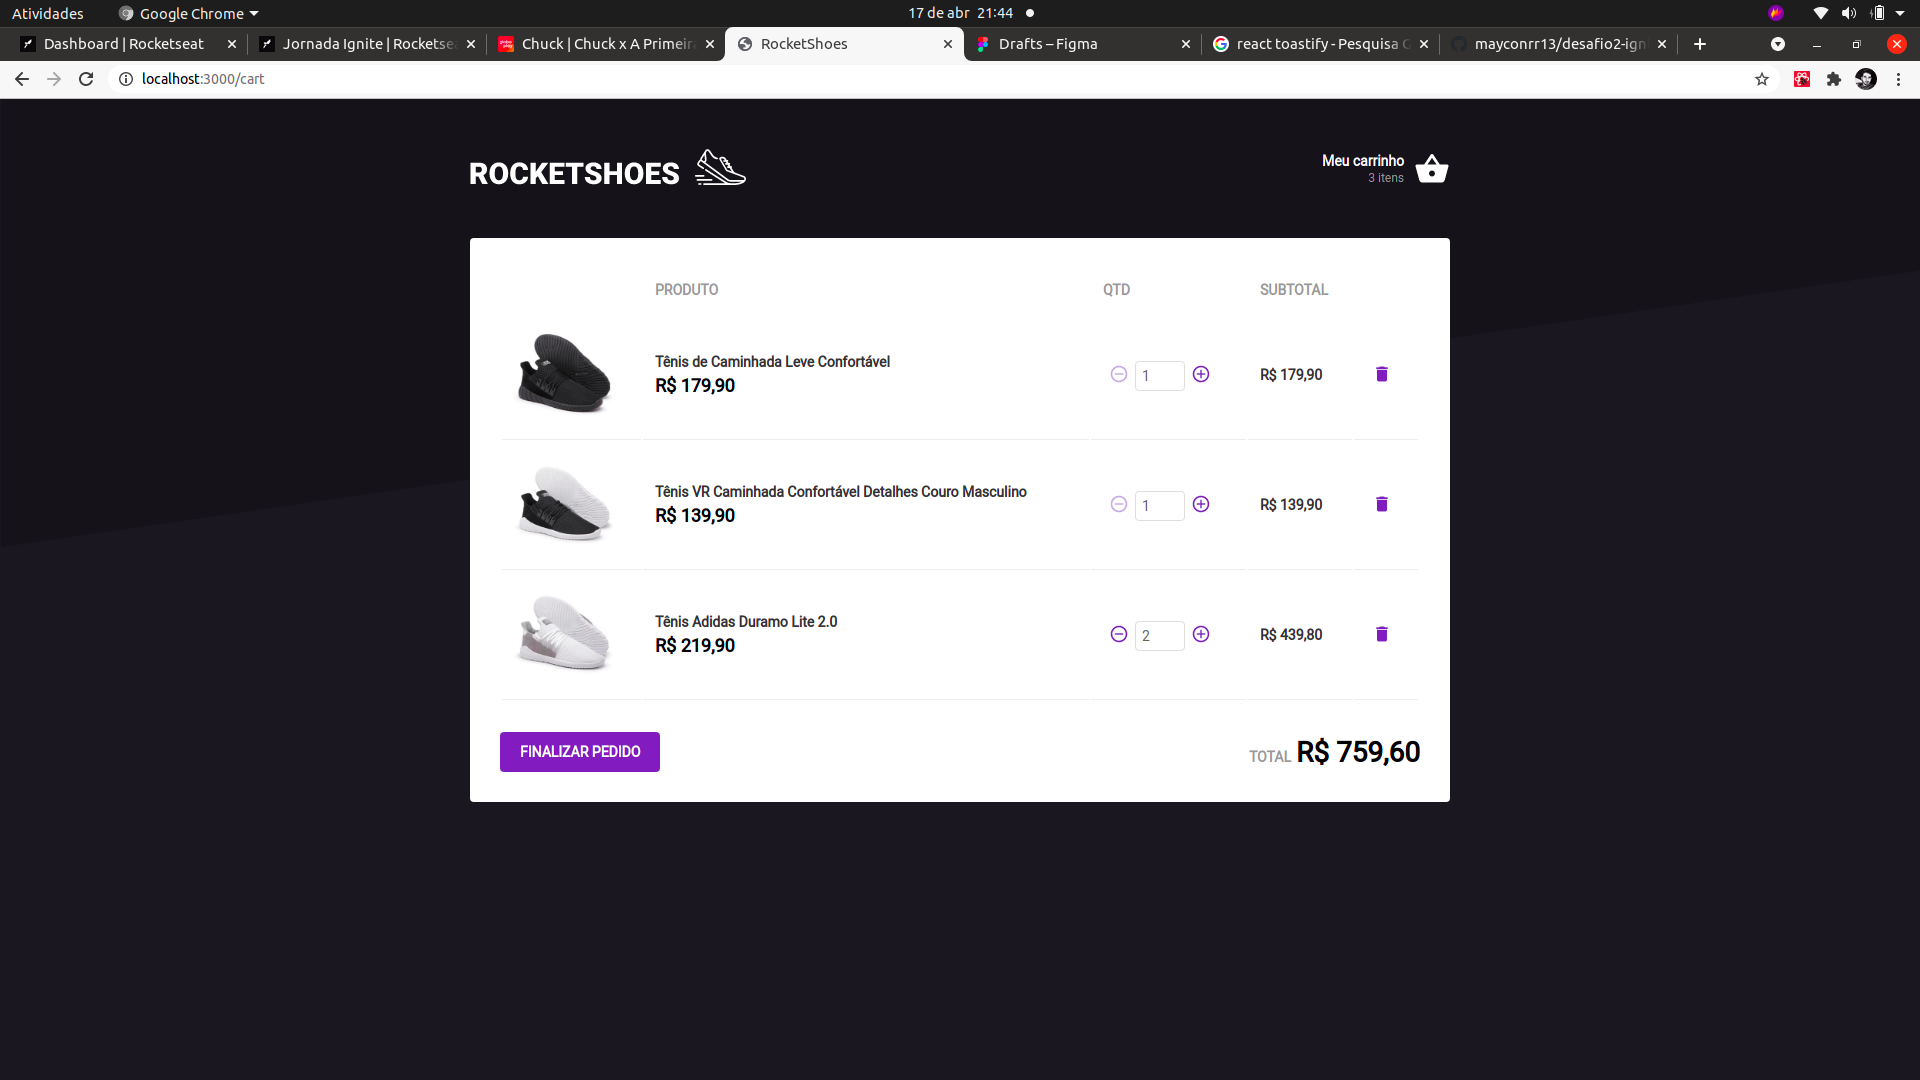 Atividades Google Chrome 17 de abr 21:44
Dashboard | Rocketseat Jornada Ignite | Rocketsea Chuck | Chuck x A Primeira RocketShoes Drafts – Figma react toastify - Pesquisa G mayconrr13/desafio2-ign
localhost:3000/cart
ROCKETSHOES
Meu carrinho
3 itens
PRODUTO QTD SUBTOTAL
Tênis de Caminhada Leve Confortável
R$ 179,90 1 R$ 179,90
Tênis VR Caminhada Confortável Detalhes Couro Masculino
R$ 139,90 1 R$ 139,90
Tênis Adidas Duramo Lite 2.0
R$ 219,90 2 R$ 439,80
FINALIZAR PEDIDO TOTAL R$ 759,60